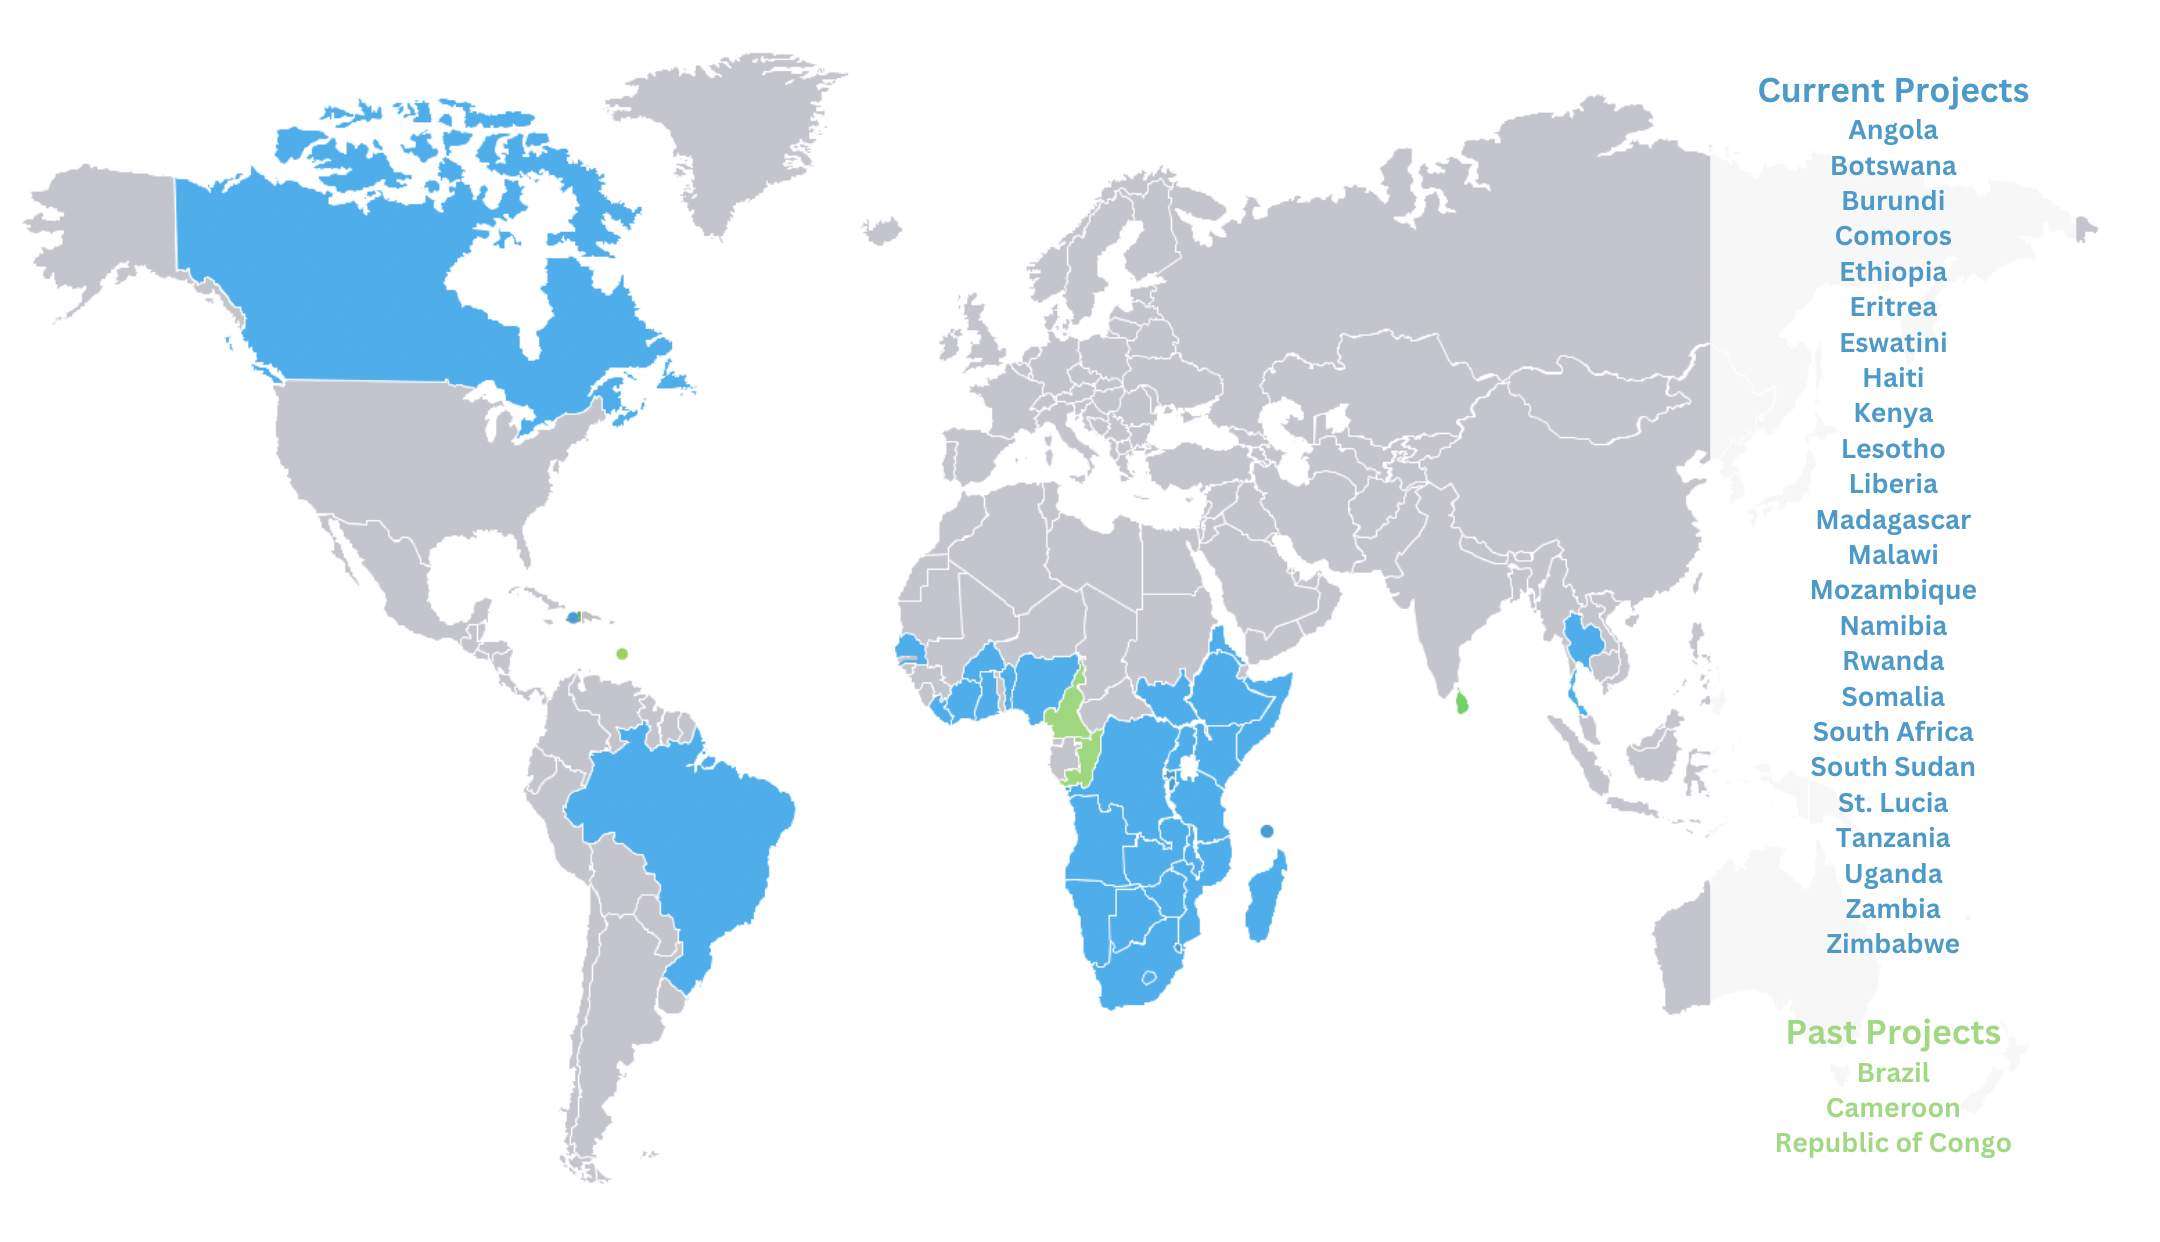 Current Projects
Angola
Botswana
Burundi
Comoros
Ethiopia
Eritrea
Eswatini
Haiti
Kenya
Lesotho
Liberia
Madagascar
Malawi
Mozambique
Namibia
Rwanda
Somalia
South Africa
South Sudan
St. Lucia
Tanzania
Uganda
Zambia
Zimbabwe
Past Projects
Brazil
Cameroon
Republic of Congo